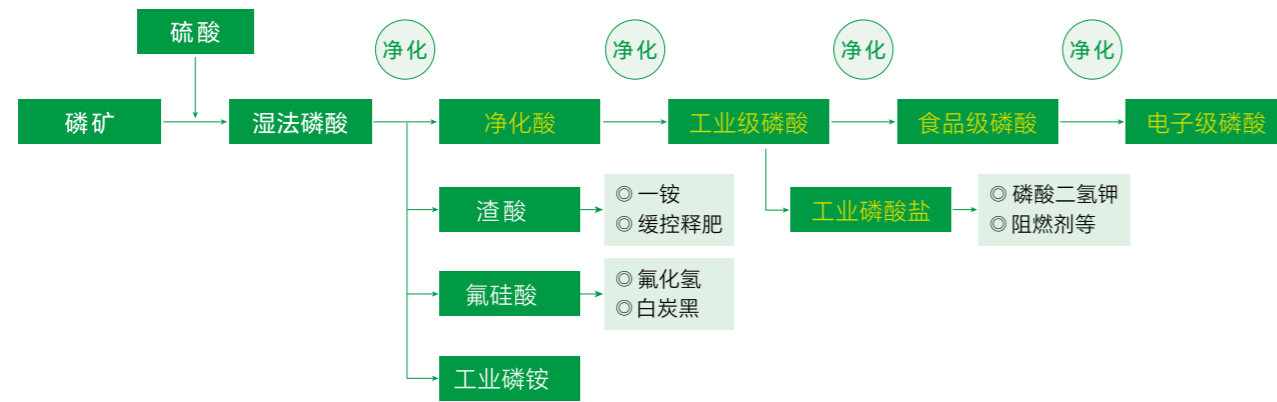 硫酸
净化
净化
净化
净化
磷矿
湿法磷酸
净化酸
工业级磷酸
食品级磷酸
电子级磷酸
渣酸
◎ 一铵
◎ 缓控释肥
工业磷酸盐
◎ 磷酸二氢钾
◎ 阻燃剂等
氟硅酸
◎ 氟化氢
◎ 白炭黑
工业磷铵